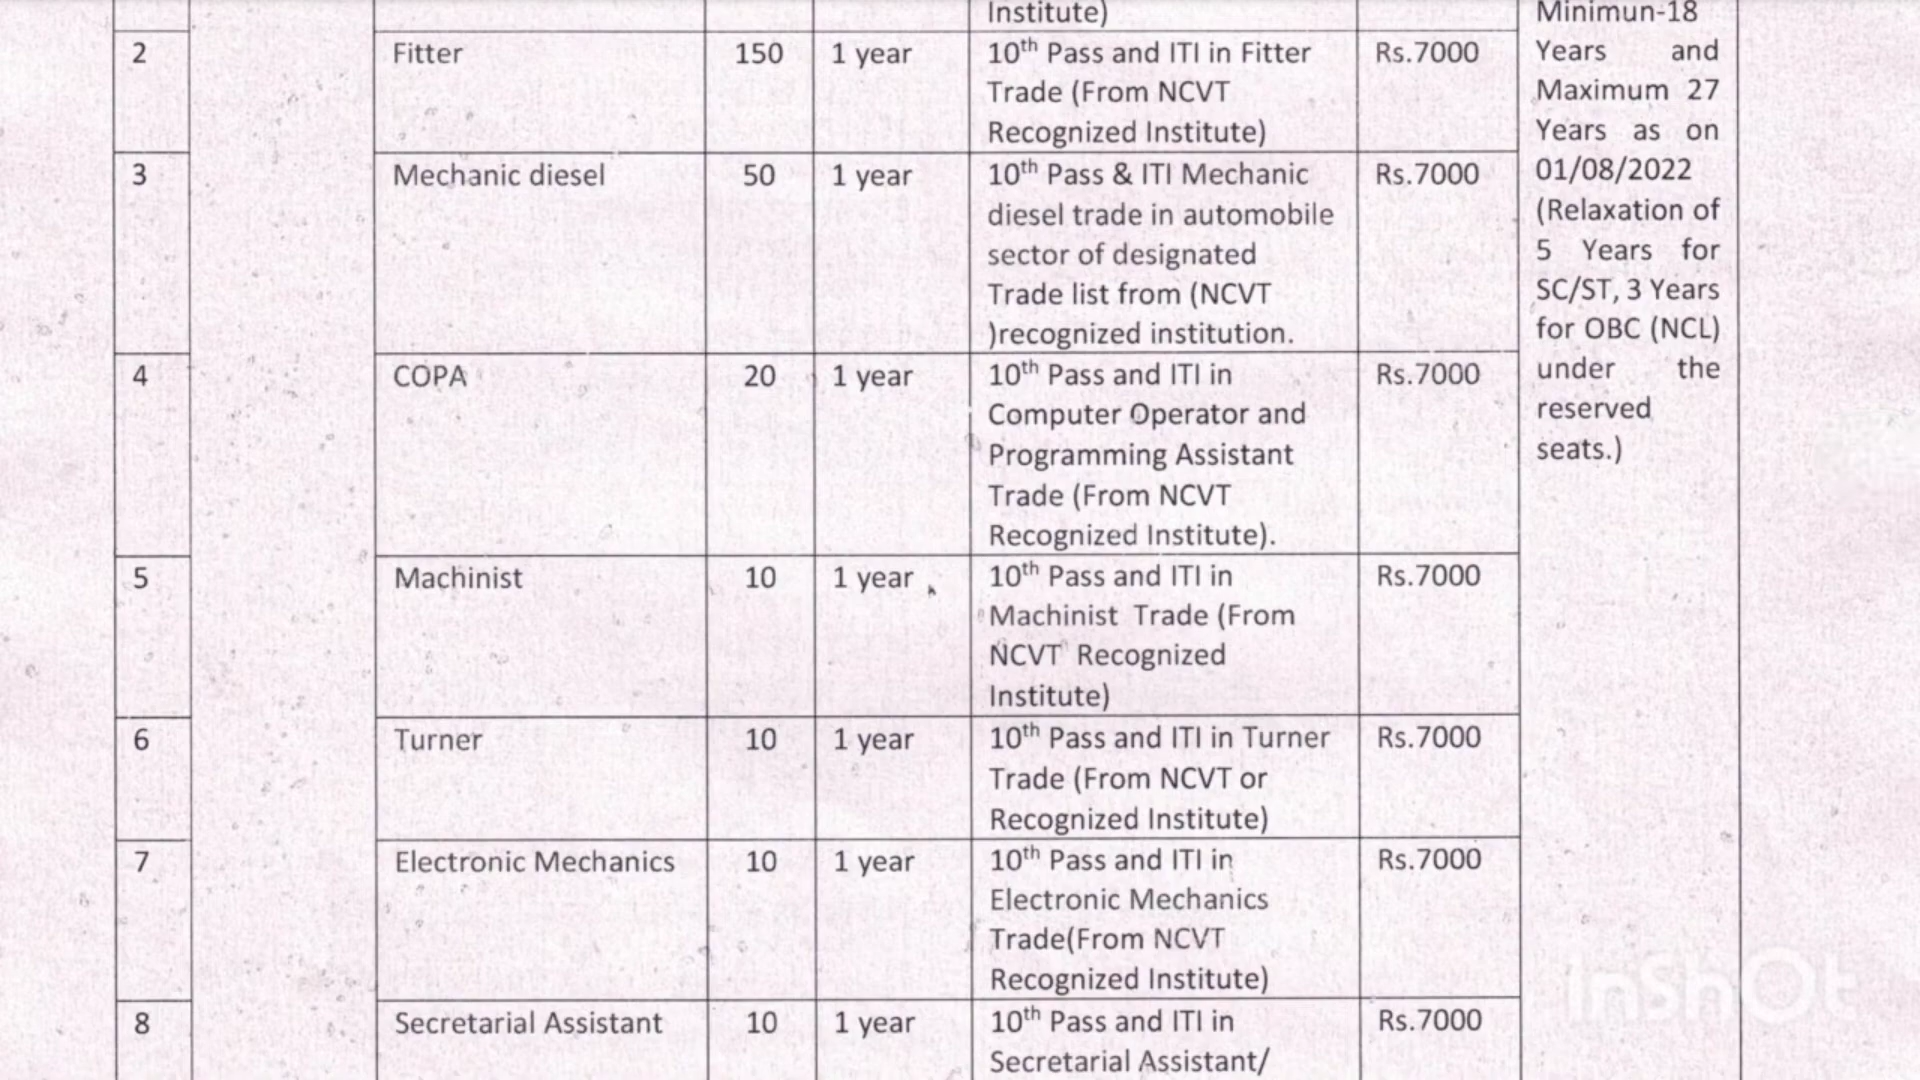 Institute)
Minimun-18
Years and
Maximum 27
Years as on
01/08/2022
(Relaxation of
5 Years for
SC/ST, 3 Years
for OBC (NCL)
under the
reserved
seats.)
2 Fitter 150 1 year 10th Pass and ITI in Fitter Rs.7000
Trade (From NCVT
Recognized Institute)
3 Mechanic diesel 50 1 year 10th Pass & ITI Mechanic Rs.7000
diesel trade in automobile
sector of designated
Trade list from (NCVT
)recognized institution.
4 COPA 20 1 year 10th Pass and ITI in Rs.7000
Computer Operator and
Programming Assistant
Trade (From NCVT
Recognized Institute).
5 Machinist 10 1 year 10th Pass and ITI in Rs.7000
Machinist Trade (From
NCVT Recognized
Institute)
6 Turner 10 1 year 10th Pass and ITI in Turner Rs.7000
Trade (From NCVT or
Recognized Institute)
7 Electronic Mechanics 10 1 year 10th Pass and ITI in Rs.7000
Electronic Mechanics
Trade(From NCVT
Recognized Institute)
8 Secretarial Assistant 10 1 year 10th Pass and ITI in Rs.7000
Secretarial Assistant/
InShOt